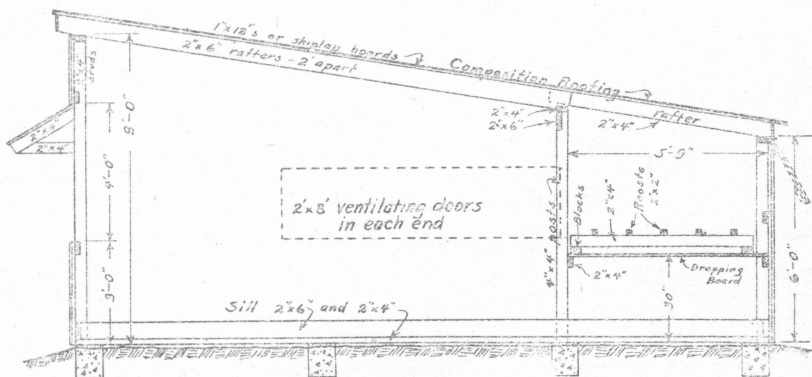 1"x12"s or shiplap boards
2"x6" rafters - 2' apart
Composition Roofing
2"x4"
studs
9'-0"
2"x4"
2"x4"
2"x4"
2"x6"
rafter
2"x4"
5'-9"
4'-0"
2'x8' ventilating doors
in each end
4"x4" posts
Blocks
2"x4"
Roosts
2"x2"
6'-0"
3'-0"
2"x4"
30"
Dropping
Board
Sill 2"x6" and 2"x4"